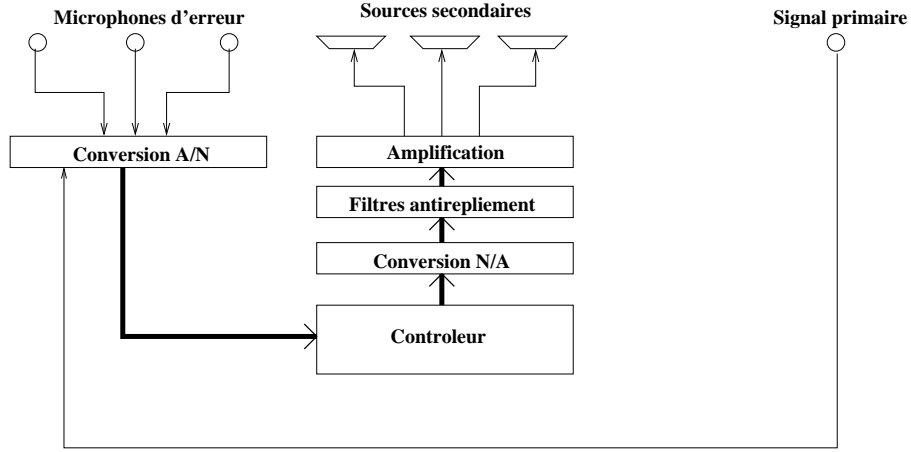 Microphones d'erreur
Sources secondaires
Signal primaire
Conversion A/N
Amplification
Filtres antirepliement
Conversion N/A
Controleur